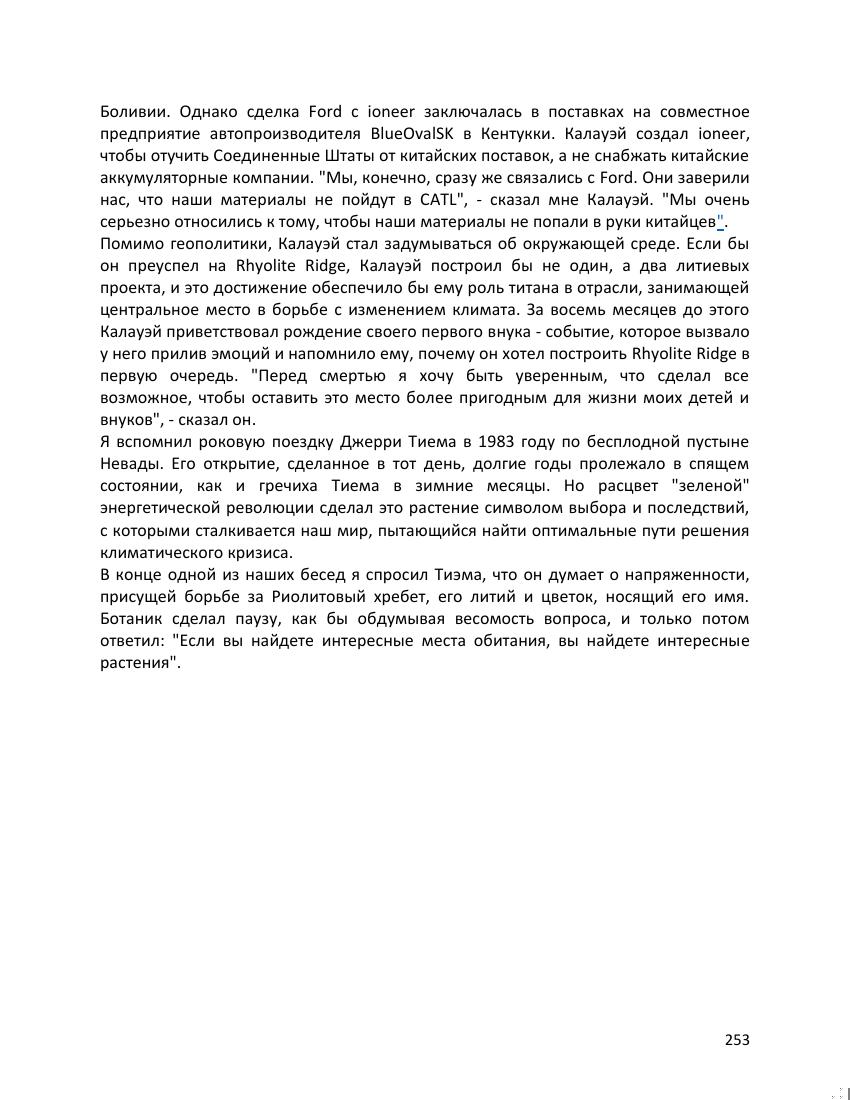 Боливии. Однако сделка Ford с ioneer заключалась в поставках на совместное
предприятие автопроизводителя BlueOvalSK в Кентукки. Калауэй создал ioneer,
чтобы отучить Соединенные Штаты от китайских поставок, а не снабжать китайские
аккумуляторные компании. "Мы, конечно, сразу же связались с Ford. Они заверили
нас, что наши материалы не пойдут в CATL", - сказал мне Калауэй. "Мы очень
серьезно относились к тому, чтобы наши материалы не попали в руки китайцев".
Помимо геополитики, Калауэй стал задумываться об окружающей среде. Если бы
он преуспел на Rhyolite Ridge, Калауэй построил бы не один, а два литиевых
проекта, и это достижение обеспечило бы ему роль титана в отрасли, занимающей
центральное место в борьбе с изменением климата. За восемь месяцев до этого
Калауэй приветствовал рождение своего первого внука - событие, которое вызвало
у него прилив эмоций и напомнило ему, почему он хотел построить Rhyolite Ridge в
первую очередь. "Перед смертью я хочу быть уверенным, что сделал все
возможное, чтобы оставить это место более пригодным для жизни моих детей и
внуков", - сказал он.
Я вспомнил роковую поездку Джерри Тиема в 1983 году по бесплодной пустыне
Невады. Его открытие, сделанное в тот день, долгие годы пролежало в спящем
состоянии, как и гречиха Тиема в зимние месяцы. Но расцвет "зеленой"
энергетической революции сделал это растение символом выбора и последствий,
с которыми сталкивается наш мир, пытающийся найти оптимальные пути решения
климатического кризиса.
В конце одной из наших бесед я спросил Тиэма, что он думает о напряженности,
присущей борьбе за Риолитовый хребет, его литий и цветок, носящий его имя.
Ботаник сделал паузу, как бы обдумывая весомость вопроса, и только потом
ответил: "Если вы найдете интересные места обитания, вы найдете интересные
растения".
253